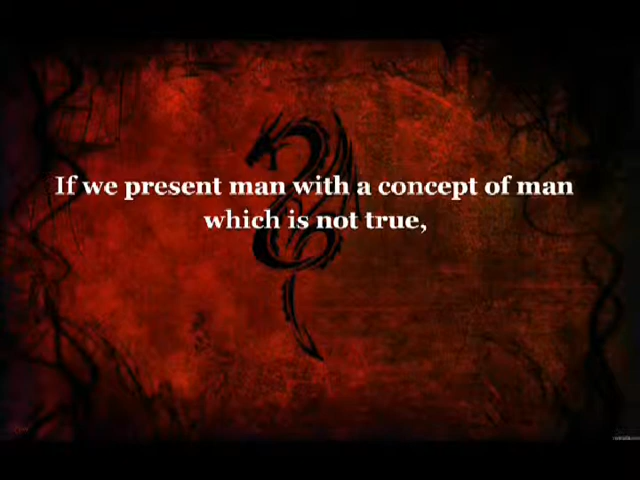 If we present man with a concept of man
which is not true,